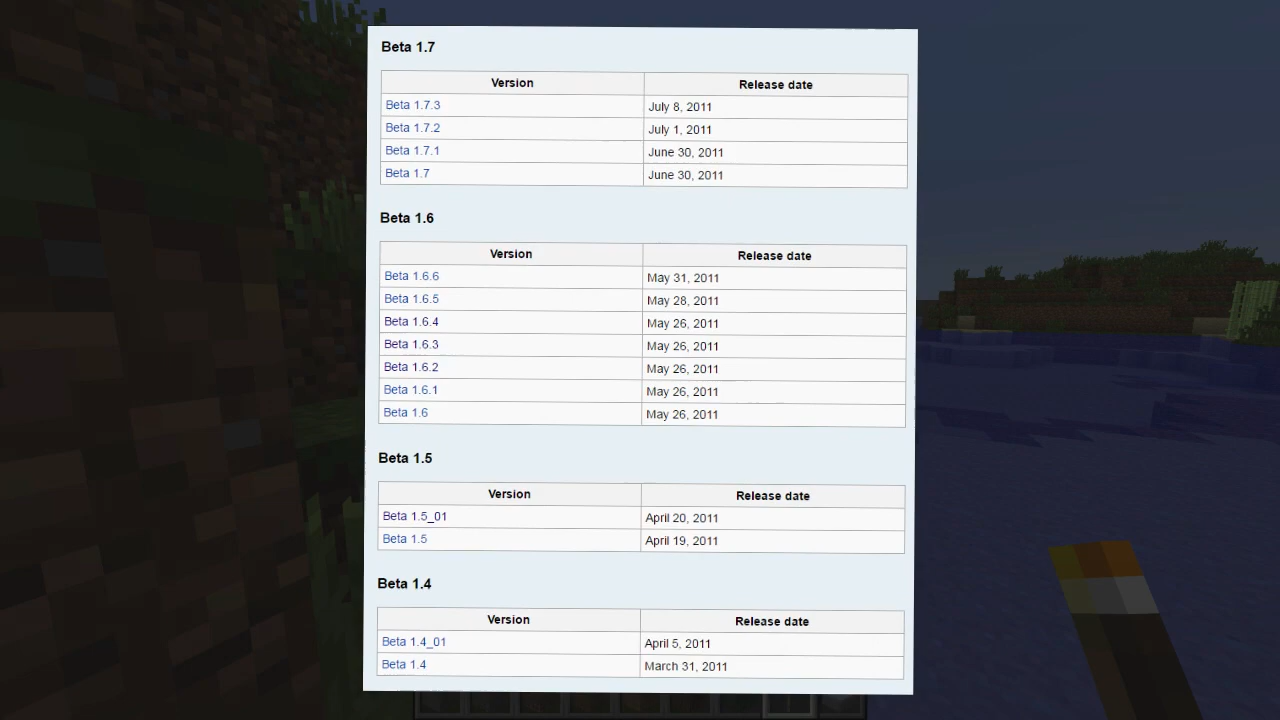 Beta 1.7
Version Release date
Beta 1.7.3 July 8, 2011
Beta 1.7.2 July 1, 2011
Beta 1.7.1 June 30, 2011
Beta 1.7 June 30, 2011
Beta 1.6
Version Release date
Beta 1.6.6 May 31, 2011
Beta 1.6.5 May 28, 2011
Beta 1.6.4 May 26, 2011
Beta 1.6.3 May 26, 2011
Beta 1.6.2 May 26, 2011
Beta 1.6.1 May 26, 2011
Beta 1.6 May 26, 2011
Beta 1.5
Version Release date
Beta 1.5_01 April 20, 2011
Beta 1.5 April 19, 2011
Beta 1.4
Version Release date
Beta 1.4_01 April 5, 2011
Beta 1.4 March 31, 2011